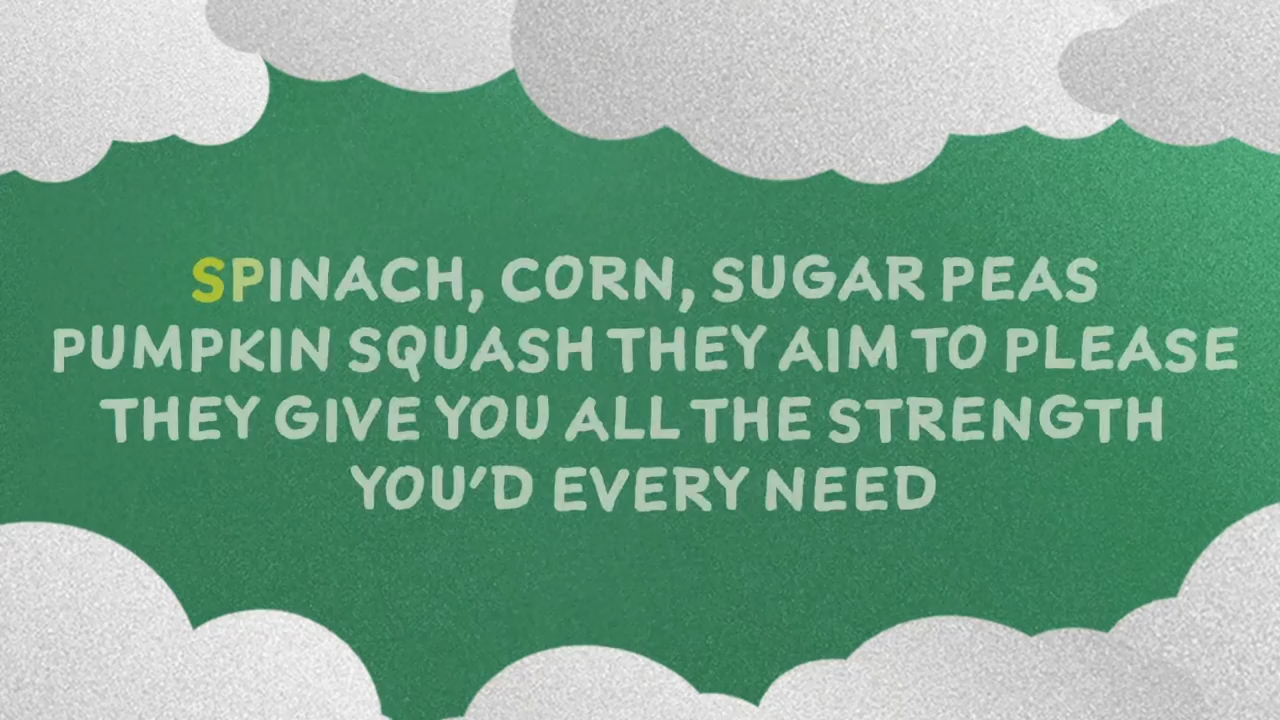 SPINACH, CORN, SUGAR PEAS
PUMPKIN SQUASH THEY AIM TO PLEASE
THEY GIVE YOU ALL THE STRENGTH
YOU'D EVERY NEED